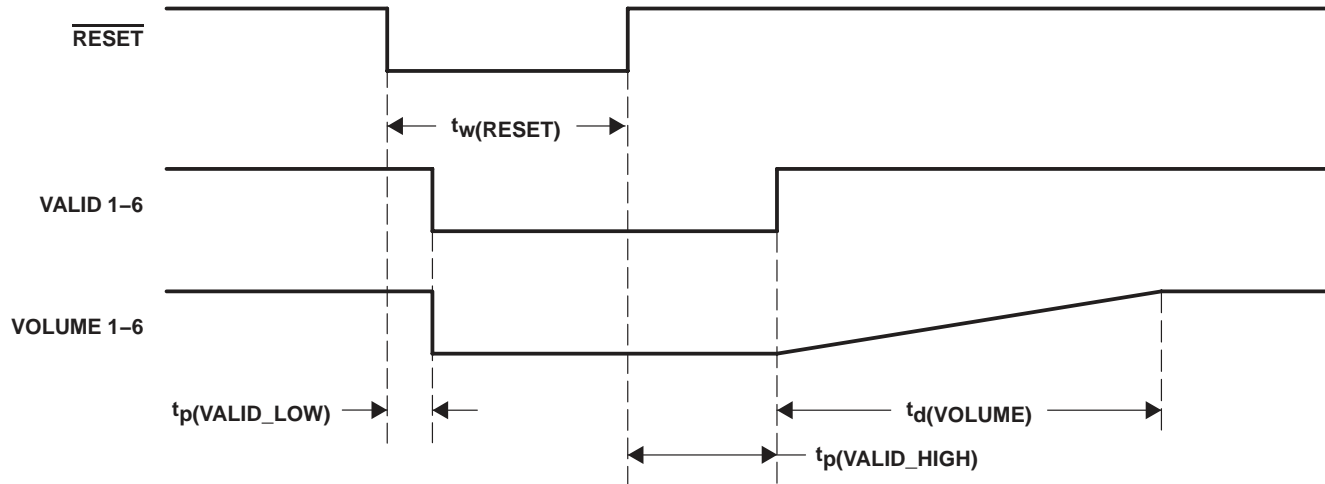 RESET
tw(RESET)
VALID 1–6
VOLUME 1–6
tp(VALID_LOW)
td(VOLUME)
tp(VALID_HIGH)